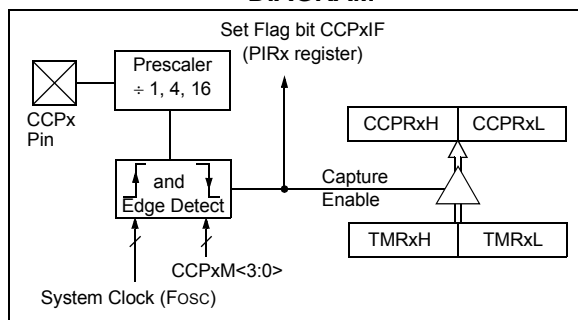 DIAGRAM
Set Flag bit CCPxIF
(PIRx register)
Prescaler
÷ 1, 4, 16
CCPx
Pin
CCPRxH
CCPRxL
and
Edge Detect
Capture
Enable
TMRxH
TMRxL
CCPxM<3:0>
System Clock (FOSC)